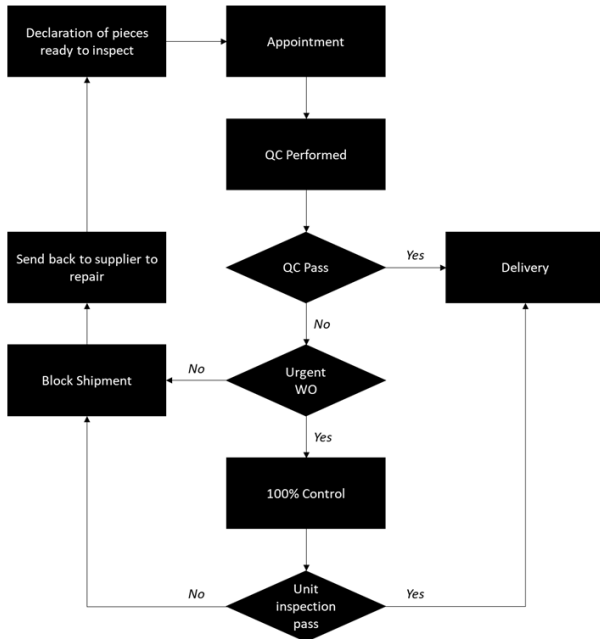 Declaration of pieces
ready to inspect
Appointment
QC Performed
Send back to supplier to
repair
QC Pass
Yes
Delivery
No
Block Shipment
No
Urgent
WO
Yes
100% Control
No
Unit
inspection
pass
Yes